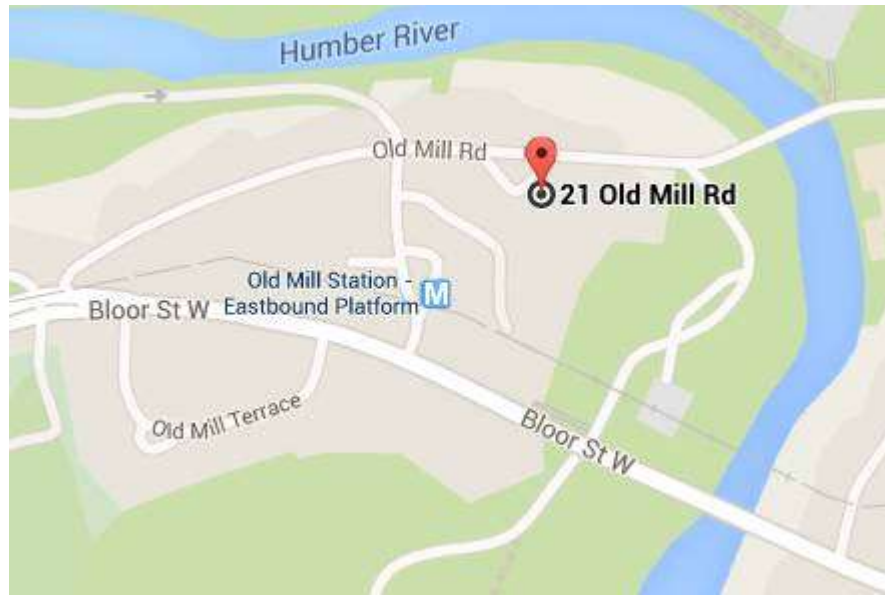 Humber River
Old Mill Rd
21 Old Mill Rd
Old Mill Station -
Eastbound Platform
M
Bloor St W
Old Mill Terrace
Bloor St W